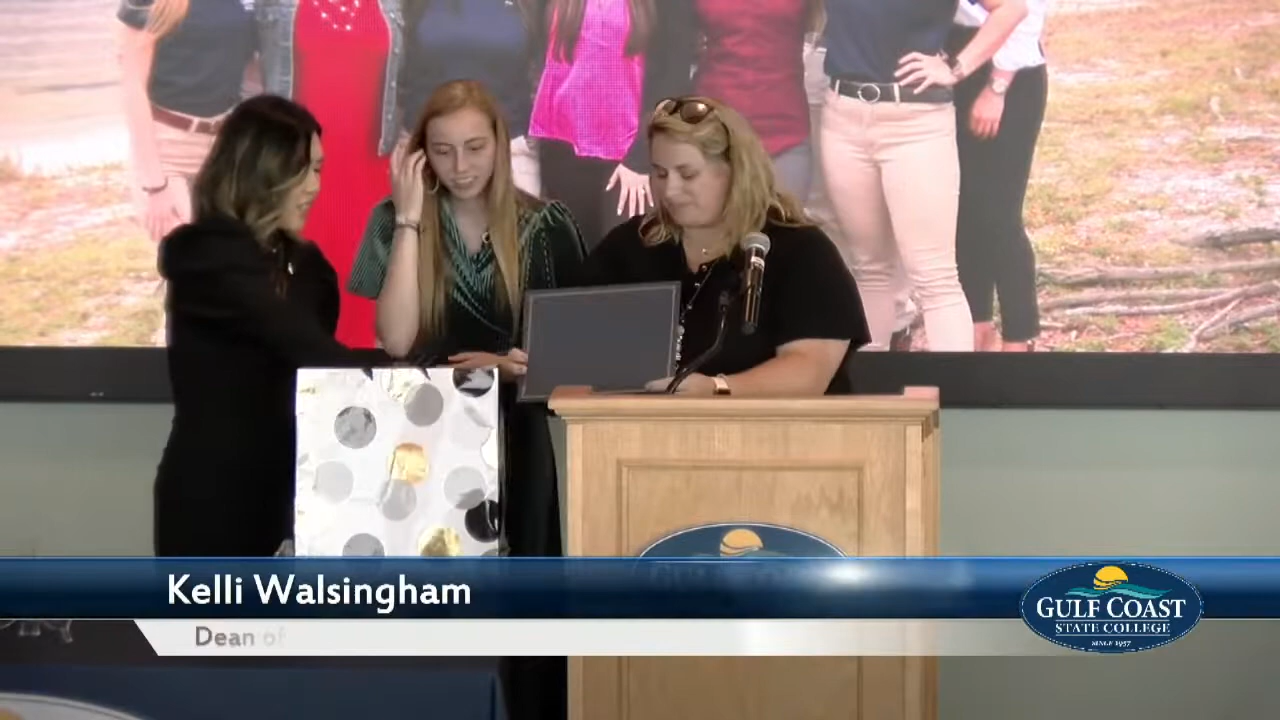 Kelli Walsingham
Dean of
GULF COAST
STATE COLLEGE
SINCE 1957